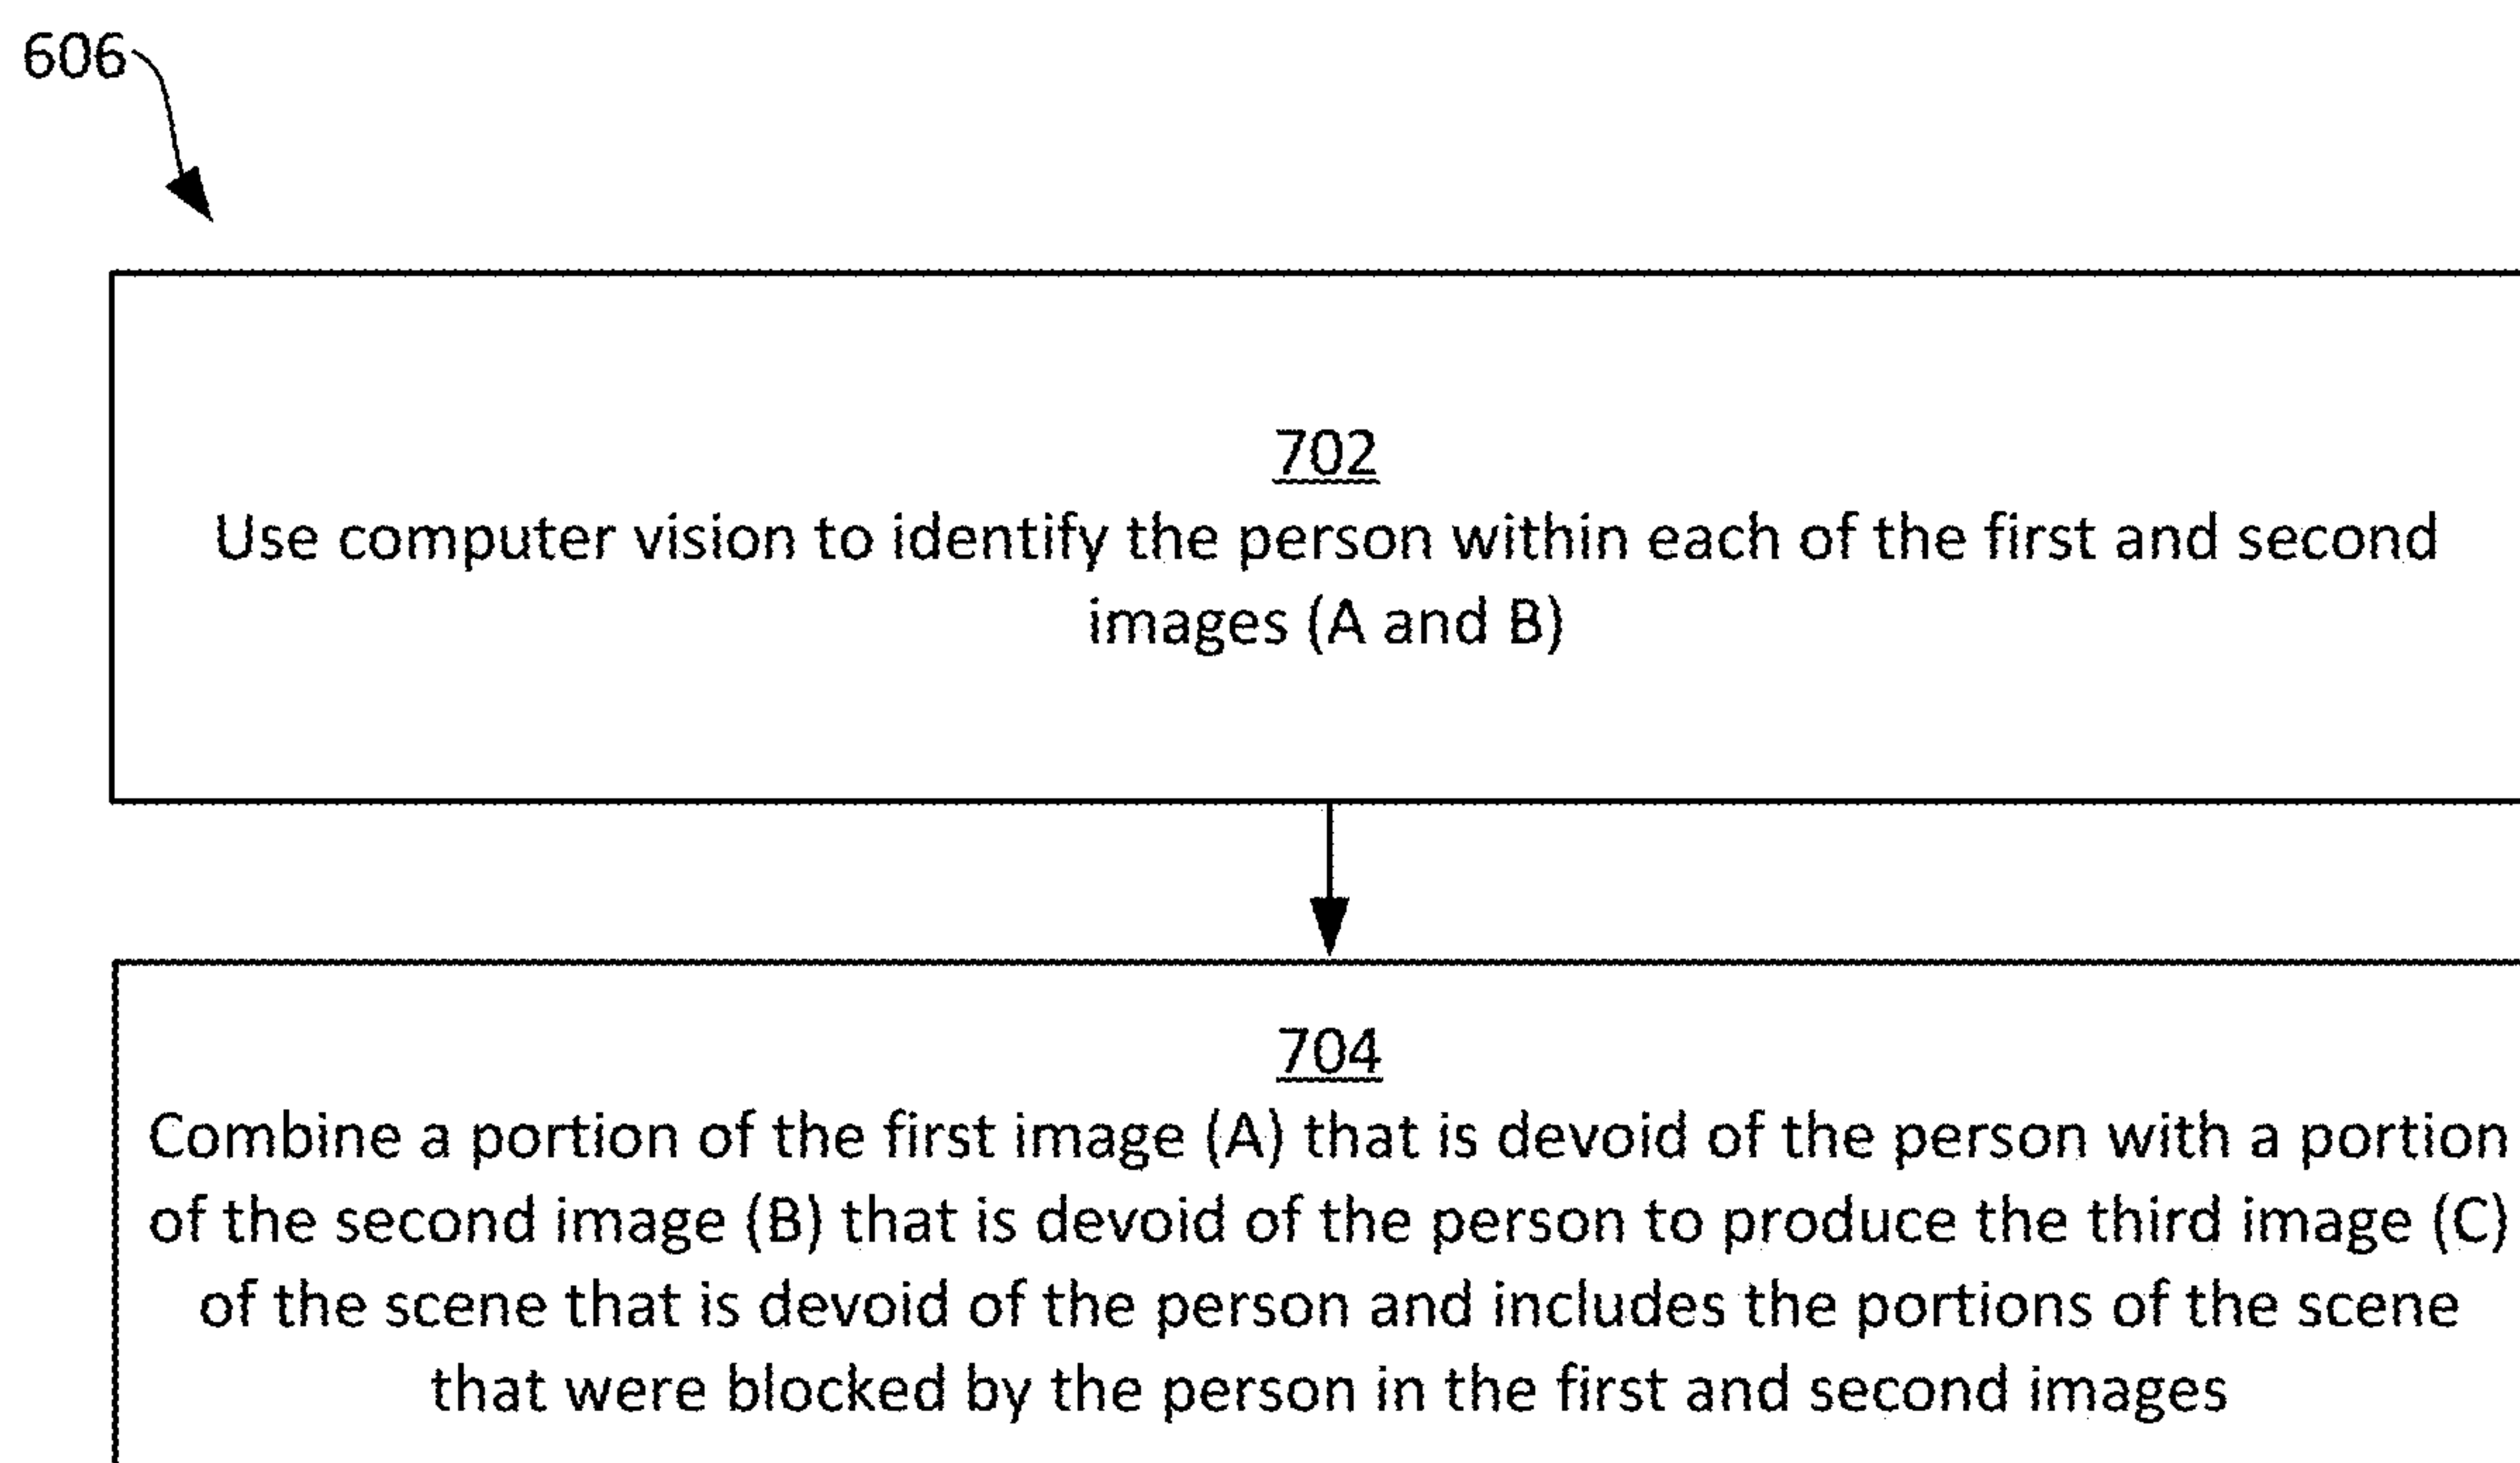 606
702
Use computer vision to identify the person within each of the first and second
images (A and B)
704
Combine a portion of the first image (A) that is devoid of the person with a portion
of the second image (B) that is devoid of the person to produce the third image (C)
of the scene that is devoid of the person and includes the portions of the scene
that were blocked by the person in the first and second images